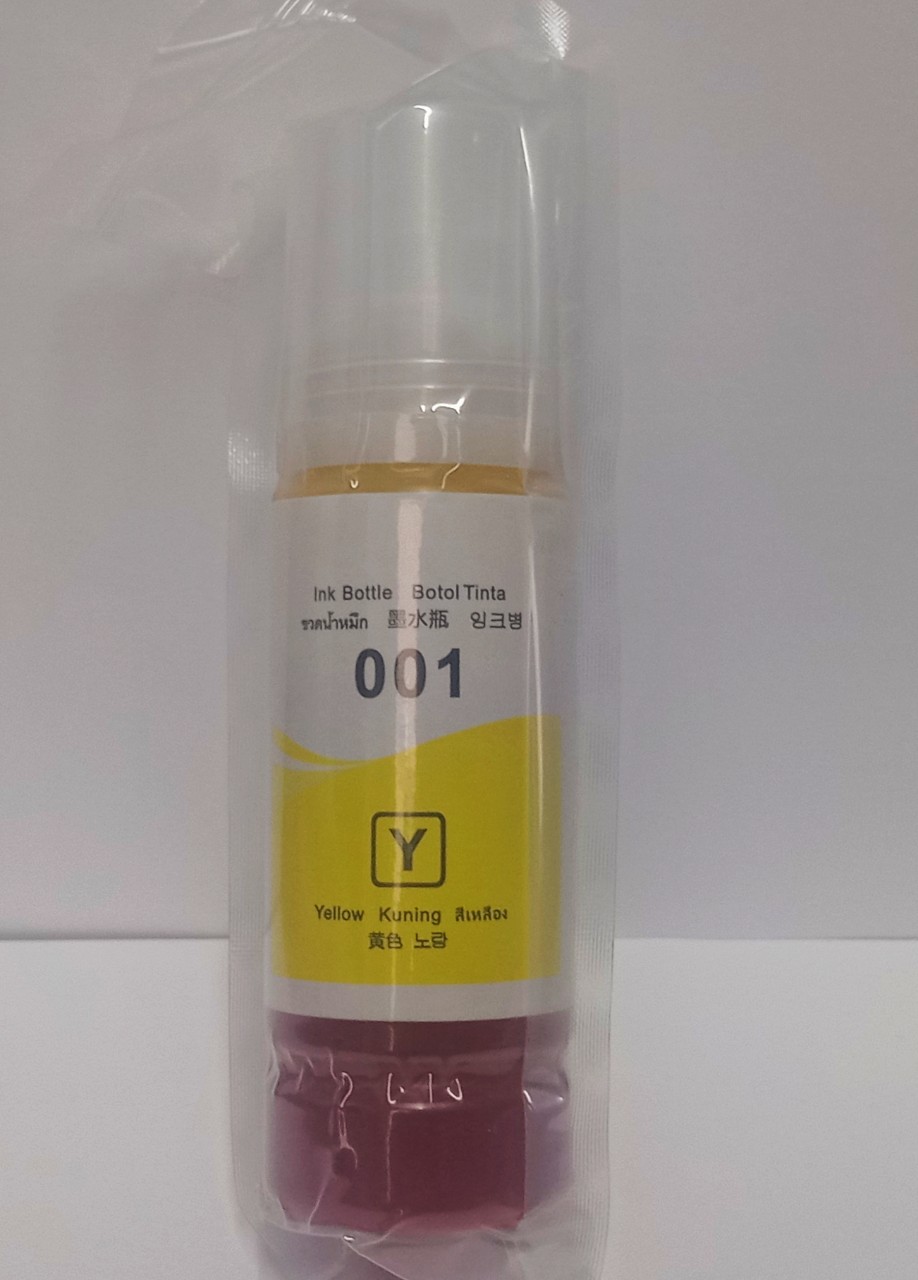 Ink Bottle Botol Tinta
ขวดน้ำหมึก 墨水瓶 잉크병
001
Y
Yellow Kuning สีเหลือง
黃色 노랑